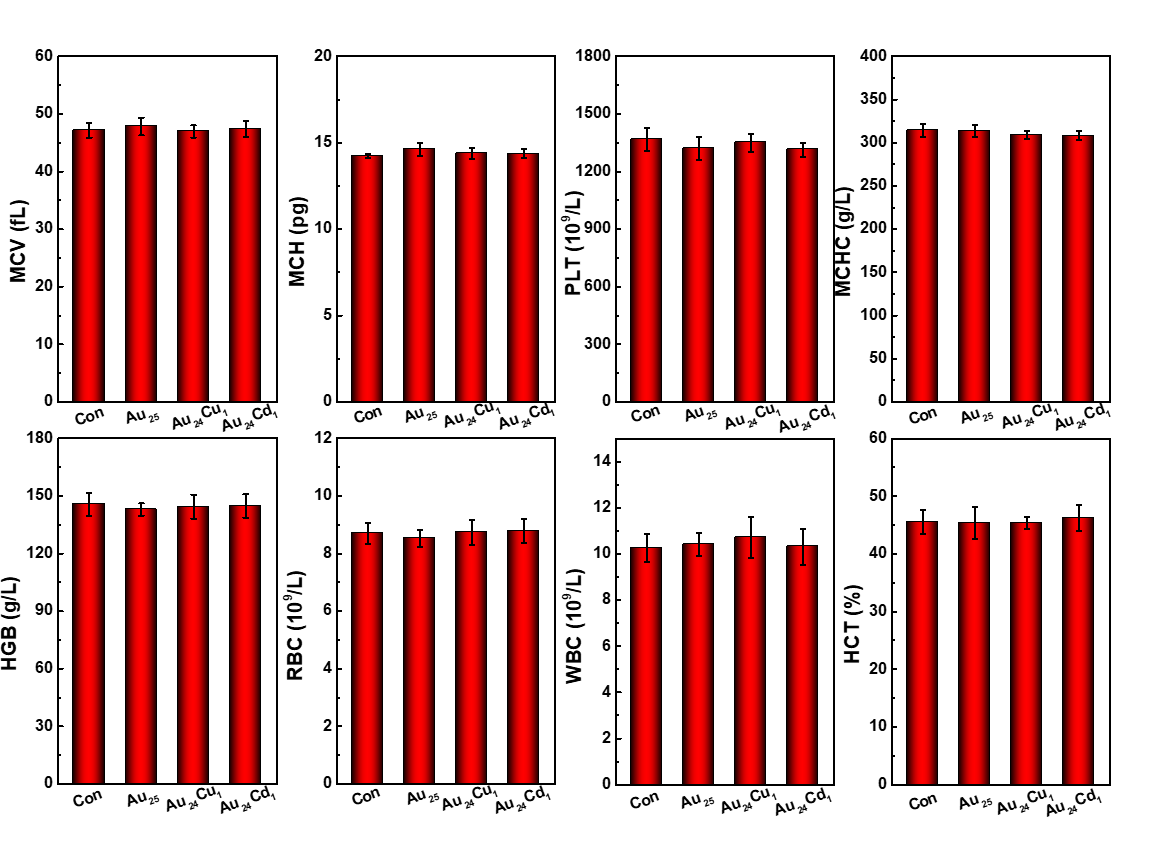 MCV (fL)
60
50
40
30
20
10
0
Con
Au₂₅
Au₂₄Cu₁
Au₂₄Cd₁
MCH (pg)
20
15
10
5
0
Con
Au₂₅
Au₂₄Cu₁
Au₂₄Cd₁
PLT (10⁹/L)
1800
1500
1200
900
600
300
0
Con
Au₂₅
Au₂₄Cu₁
Au₂₄Cd₁
MCHC (g/L)
400
350
300
250
200
150
100
50
0
Con
Au₂₅
Au₂₄Cu₁
Au₂₄Cd₁
HGB (g/L)
180
150
120
90
60
30
0
Con
Au₂₅
Au₂₄Cu₁
Au₂₄Cd₁
RBC (10⁹/L)
12
10
8
6
4
2
0
Con
Au₂₅
Au₂₄Cu₁
Au₂₄Cd₁
WBC (10⁹/L)
14
12
10
8
6
4
2
0
Con
Au₂₅
Au₂₄Cu₁
Au₂₄Cd₁
HCT (%)
60
50
40
30
20
10
0
Con
Au₂₅
Au₂₄Cu₁
Au₂₄Cd₁